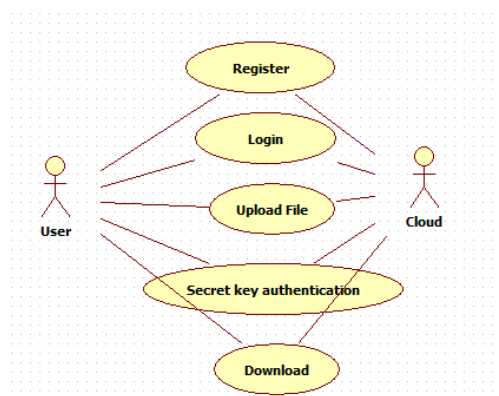 Register
Login
Upload File
User
Cloud
Secret key authentication
Download